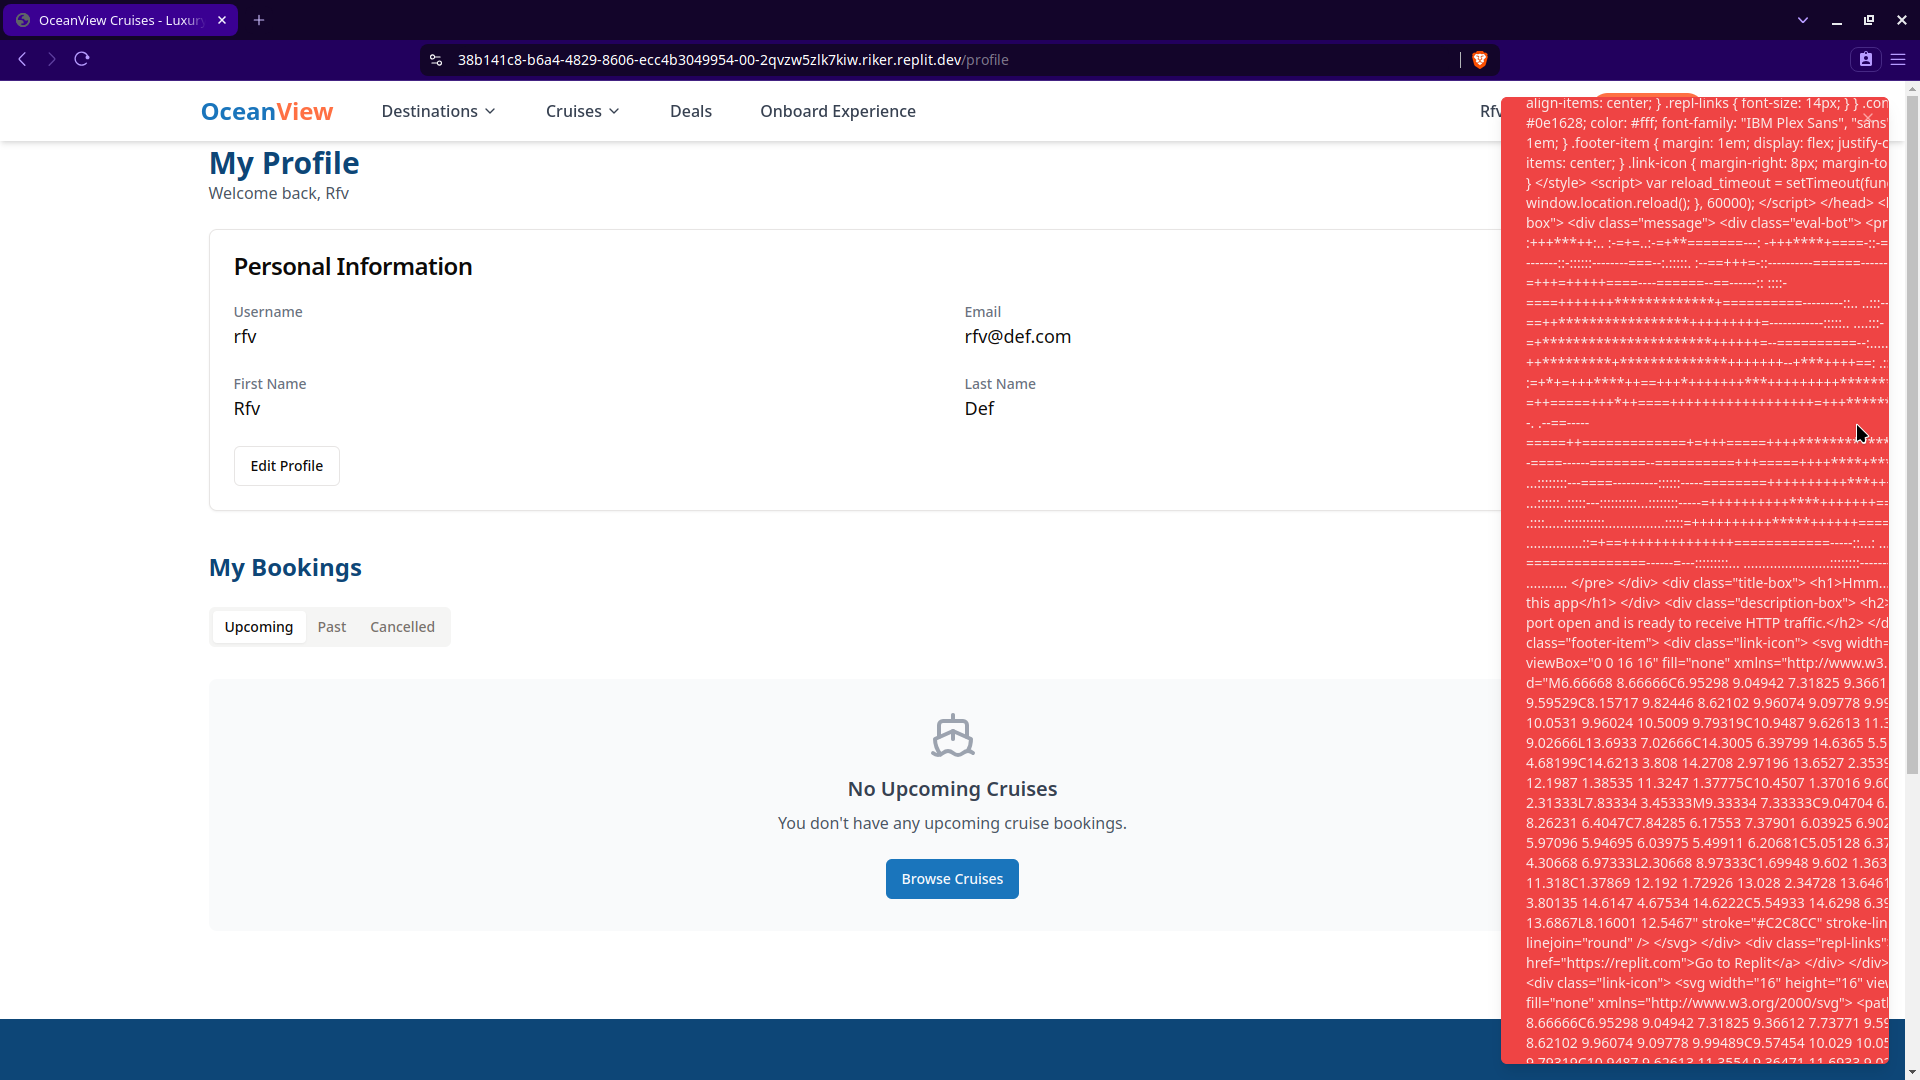 OceanView Cruises - Luxur
38b141c8-b6a4-4829-8606-ecc4b3049954-00-2qvzw5zlk7kiw.riker.replit.dev/profile
OceanView
Destinations
Cruises
Deals
Onboard Experience
Rfv
My Profile
Welcome back, Rfv
Personal Information
Username
rfv
Email
rfv@def.com
First Name
Rfv
Last Name
Def
Edit Profile
My Bookings
Upcoming
Past
Cancelled
No Upcoming Cruises
You don't have any upcoming cruise bookings.
Browse Cruises
align-items: center; } .repl-links { font-size: 14px; } } .con
#0e1628; color: #fff; font-family: "IBM Plex Sans", "sans"
1em; } .footer-item { margin: 1em; display: flex; justify-c
items: center; } .link-icon { margin-right: 8px; margin-to
} </style> <script> var reload_timeout = setTimeout(fun
window.location.reload(); }, 60000); </script> </head> <
box"> <div class="message"> <div class="eval-bot"> <pr
............ </pre> </div> <div class="title-box"> <h1>Hmm...
this app</h1> </div> <div class="description-box"> <h2>
port open and is ready to receive HTTP traffic.</h2> </d
class="footer-item"> <div class="link-icon"> <svg width=
viewBox="0 0 16 16" fill="none" xmlns="http://www.w3.
d="M6.66668 8.66666C6.95298 9.04942 7.31825 9.3661
9.59529C8.15717 9.82446 8.62102 9.96074 9.09778 9.99
10.0531 9.96024 10.5009 9.79319C10.9487 9.62613 11.3
9.02666L13.6933 7.02666C14.3005 6.39799 14.6365 5.5
4.68199C14.6213 3.808 14.2708 2.97196 13.6527 2.3539
12.1987 1.38535 11.3247 1.37775C10.4507 1.37016 9.60
2.31333L7.83334 3.45333M9.33334 7.33333C9.04704 6.
8.26231 6.4047C7.84285 6.17553 7.37901 6.03925 6.902
5.97096 5.94695 6.03975 5.49911 6.20681C5.05128 6.37
4.30668 6.97333L2.30668 8.97333C1.69948 9.602 1.363
11.318C1.37869 12.192 1.72926 13.028 2.34728 13.6461
3.80135 14.6147 4.67534 14.6222C5.54933 14.6298 6.39
13.6867L8.16001 12.5467" stroke="#C2C8CC" stroke-lin
linejoin="round" /> </svg> </div> <div class="repl-links"
href="https://replit.com">Go to Replit</a> </div> </div>
<div class="link-icon"> <svg width="16" height="16" view
fill="none" xmlns="http://www.w3.org/2000/svg"> <path
8.66666C6.95298 9.04942 7.31825 9.36612 7.73771 9.59
8.62102 9.96074 9.09778 9.99489C9.57454 10.029 10.05